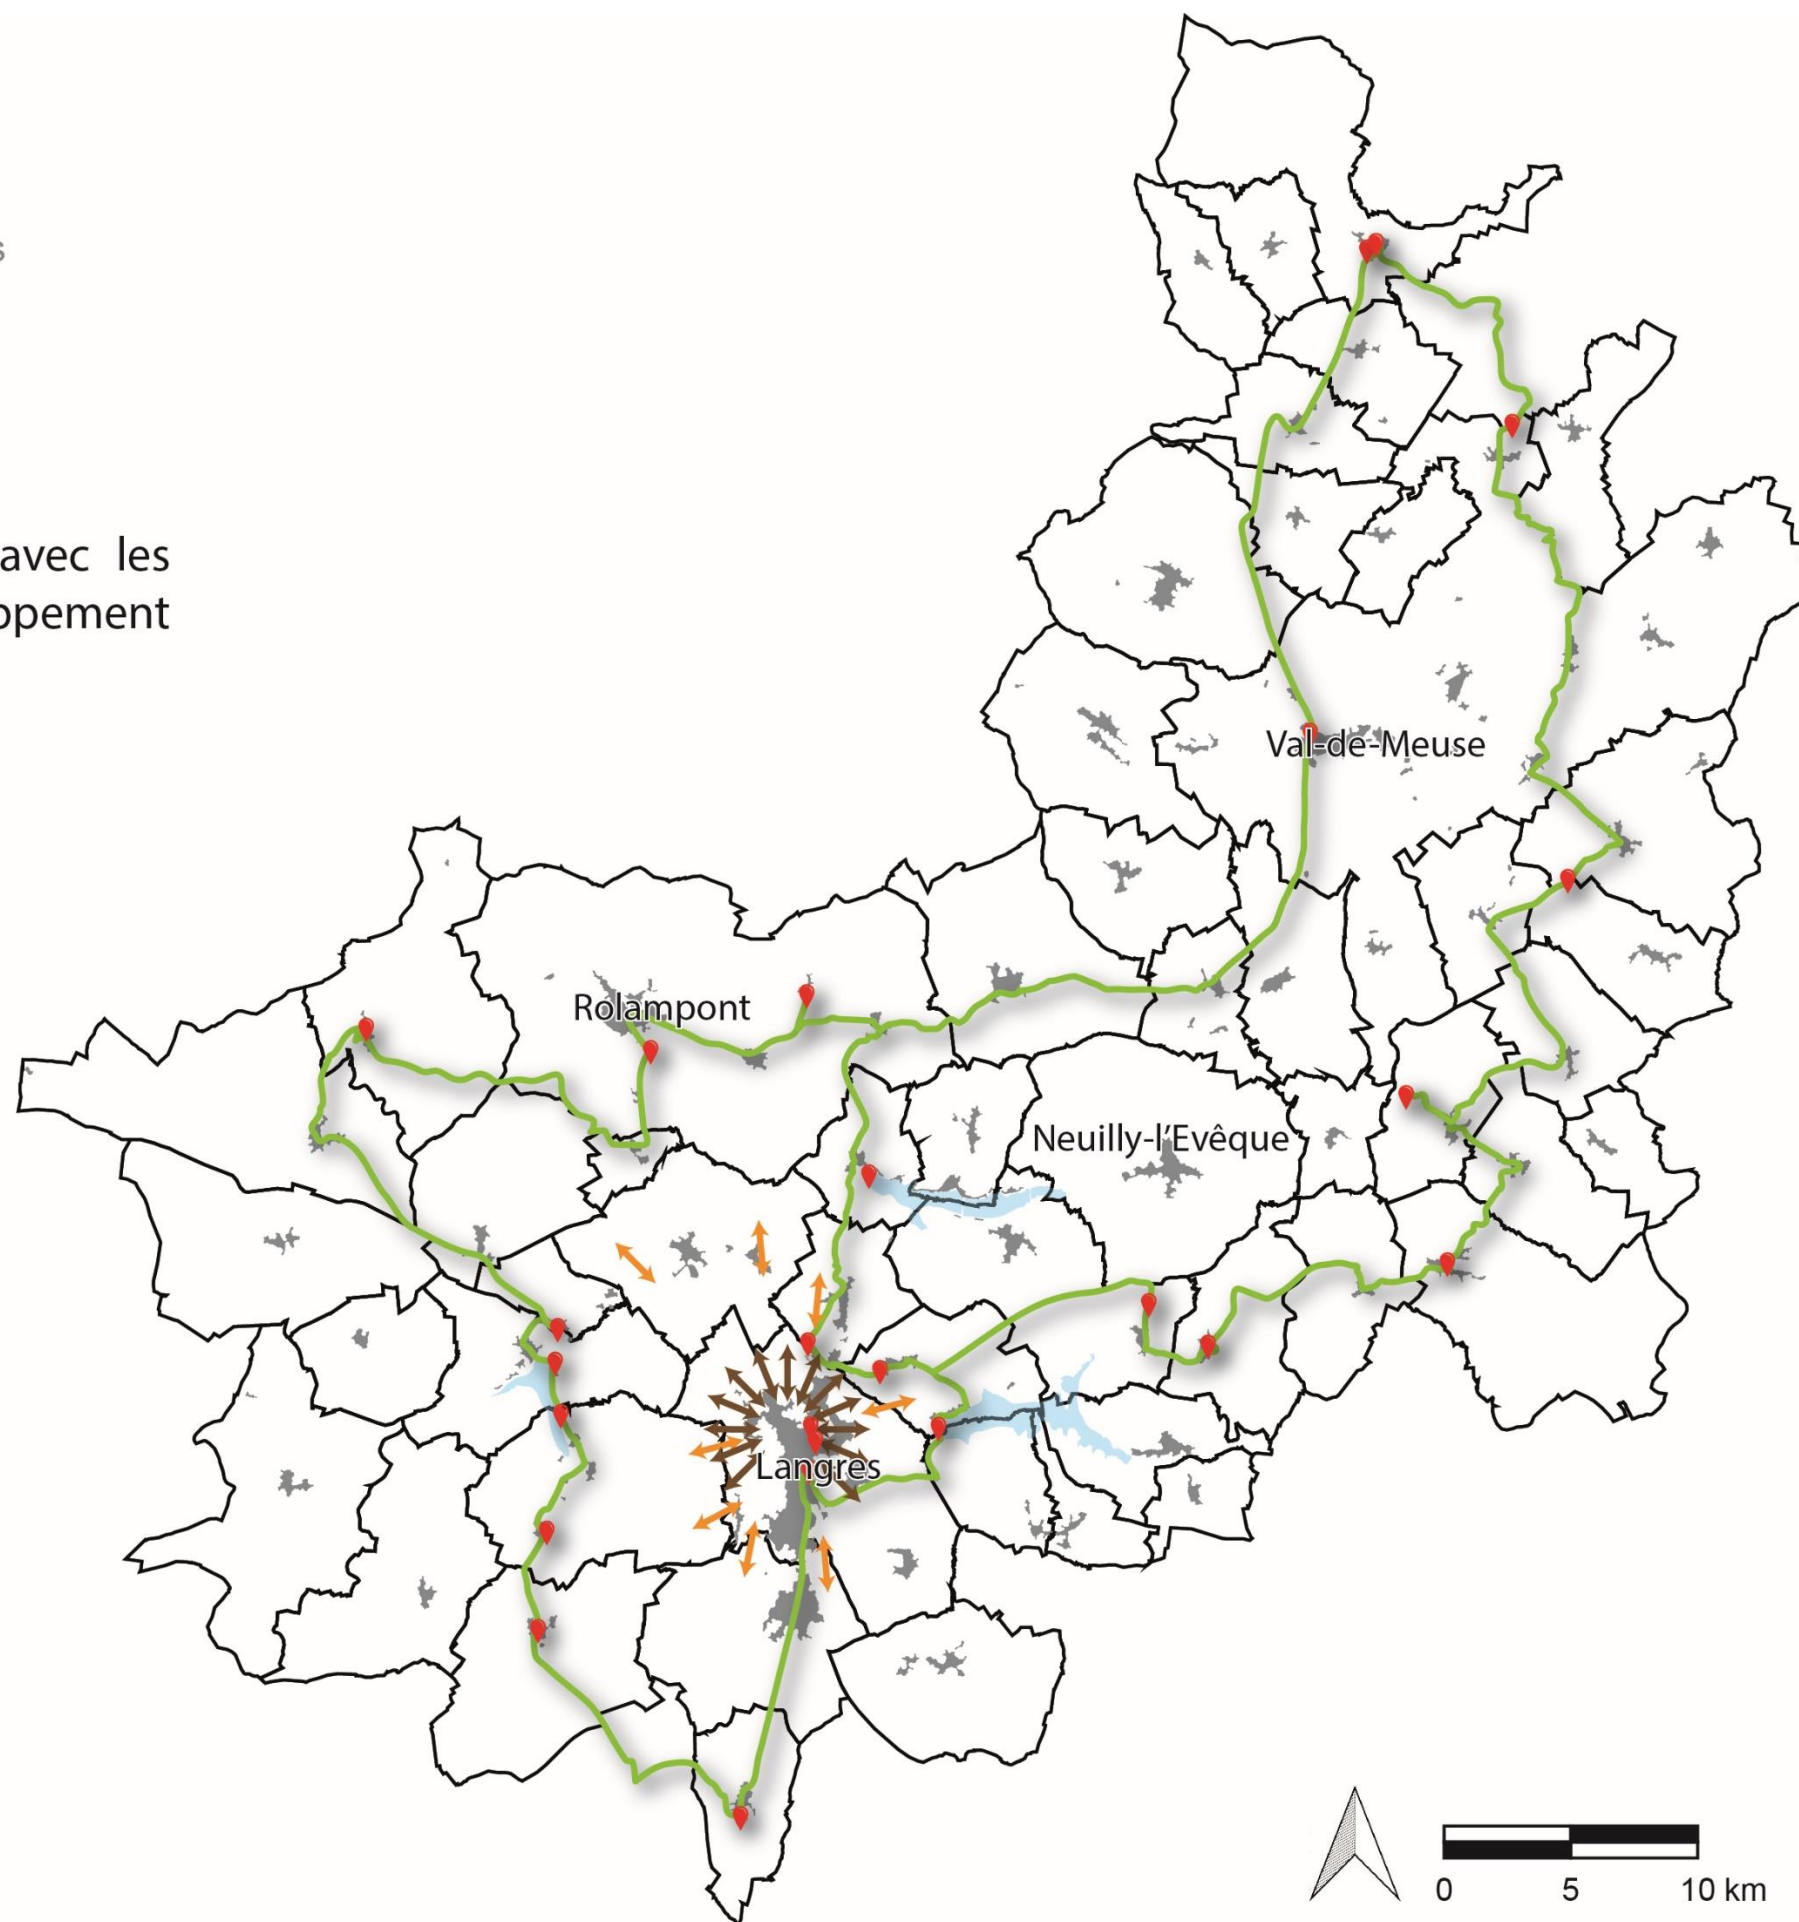 s
avec les
ppement
Val-de-Meuse
Rolampont
Neuilly-l'Evêque
Langres
0 5 10 km